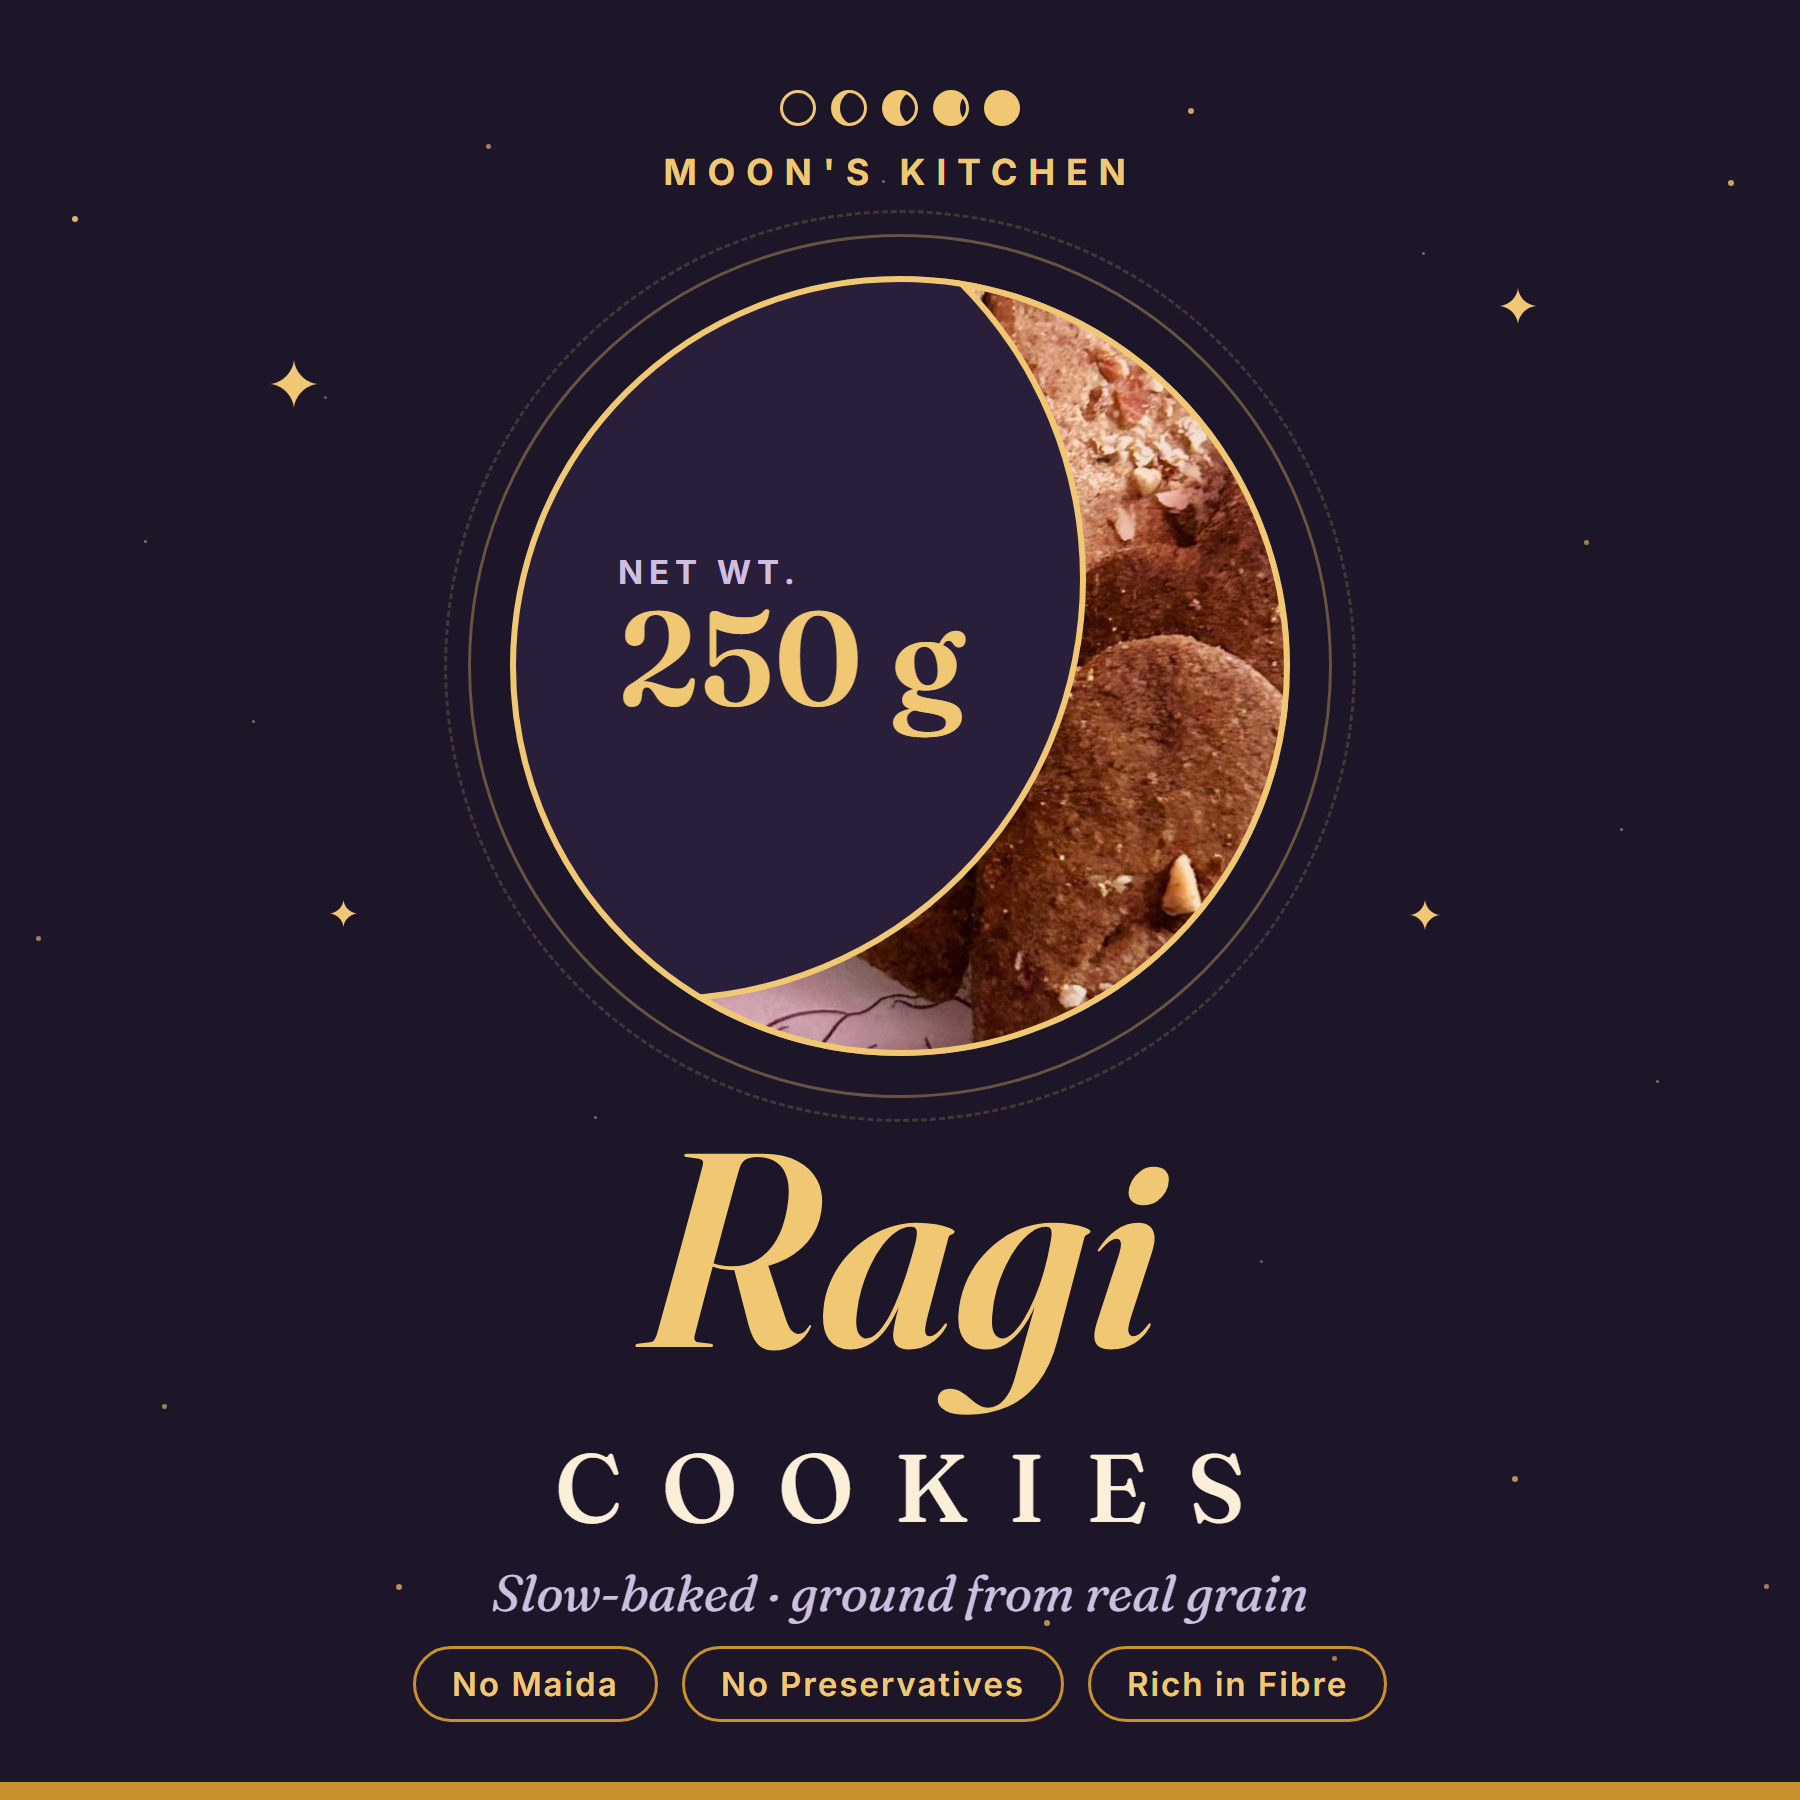 MOON'S KITCHEN
NET WT.
250 g
Ragi
COOKIES
Slow-baked · ground from real grain
No Maida
No Preservatives
Rich in Fibre